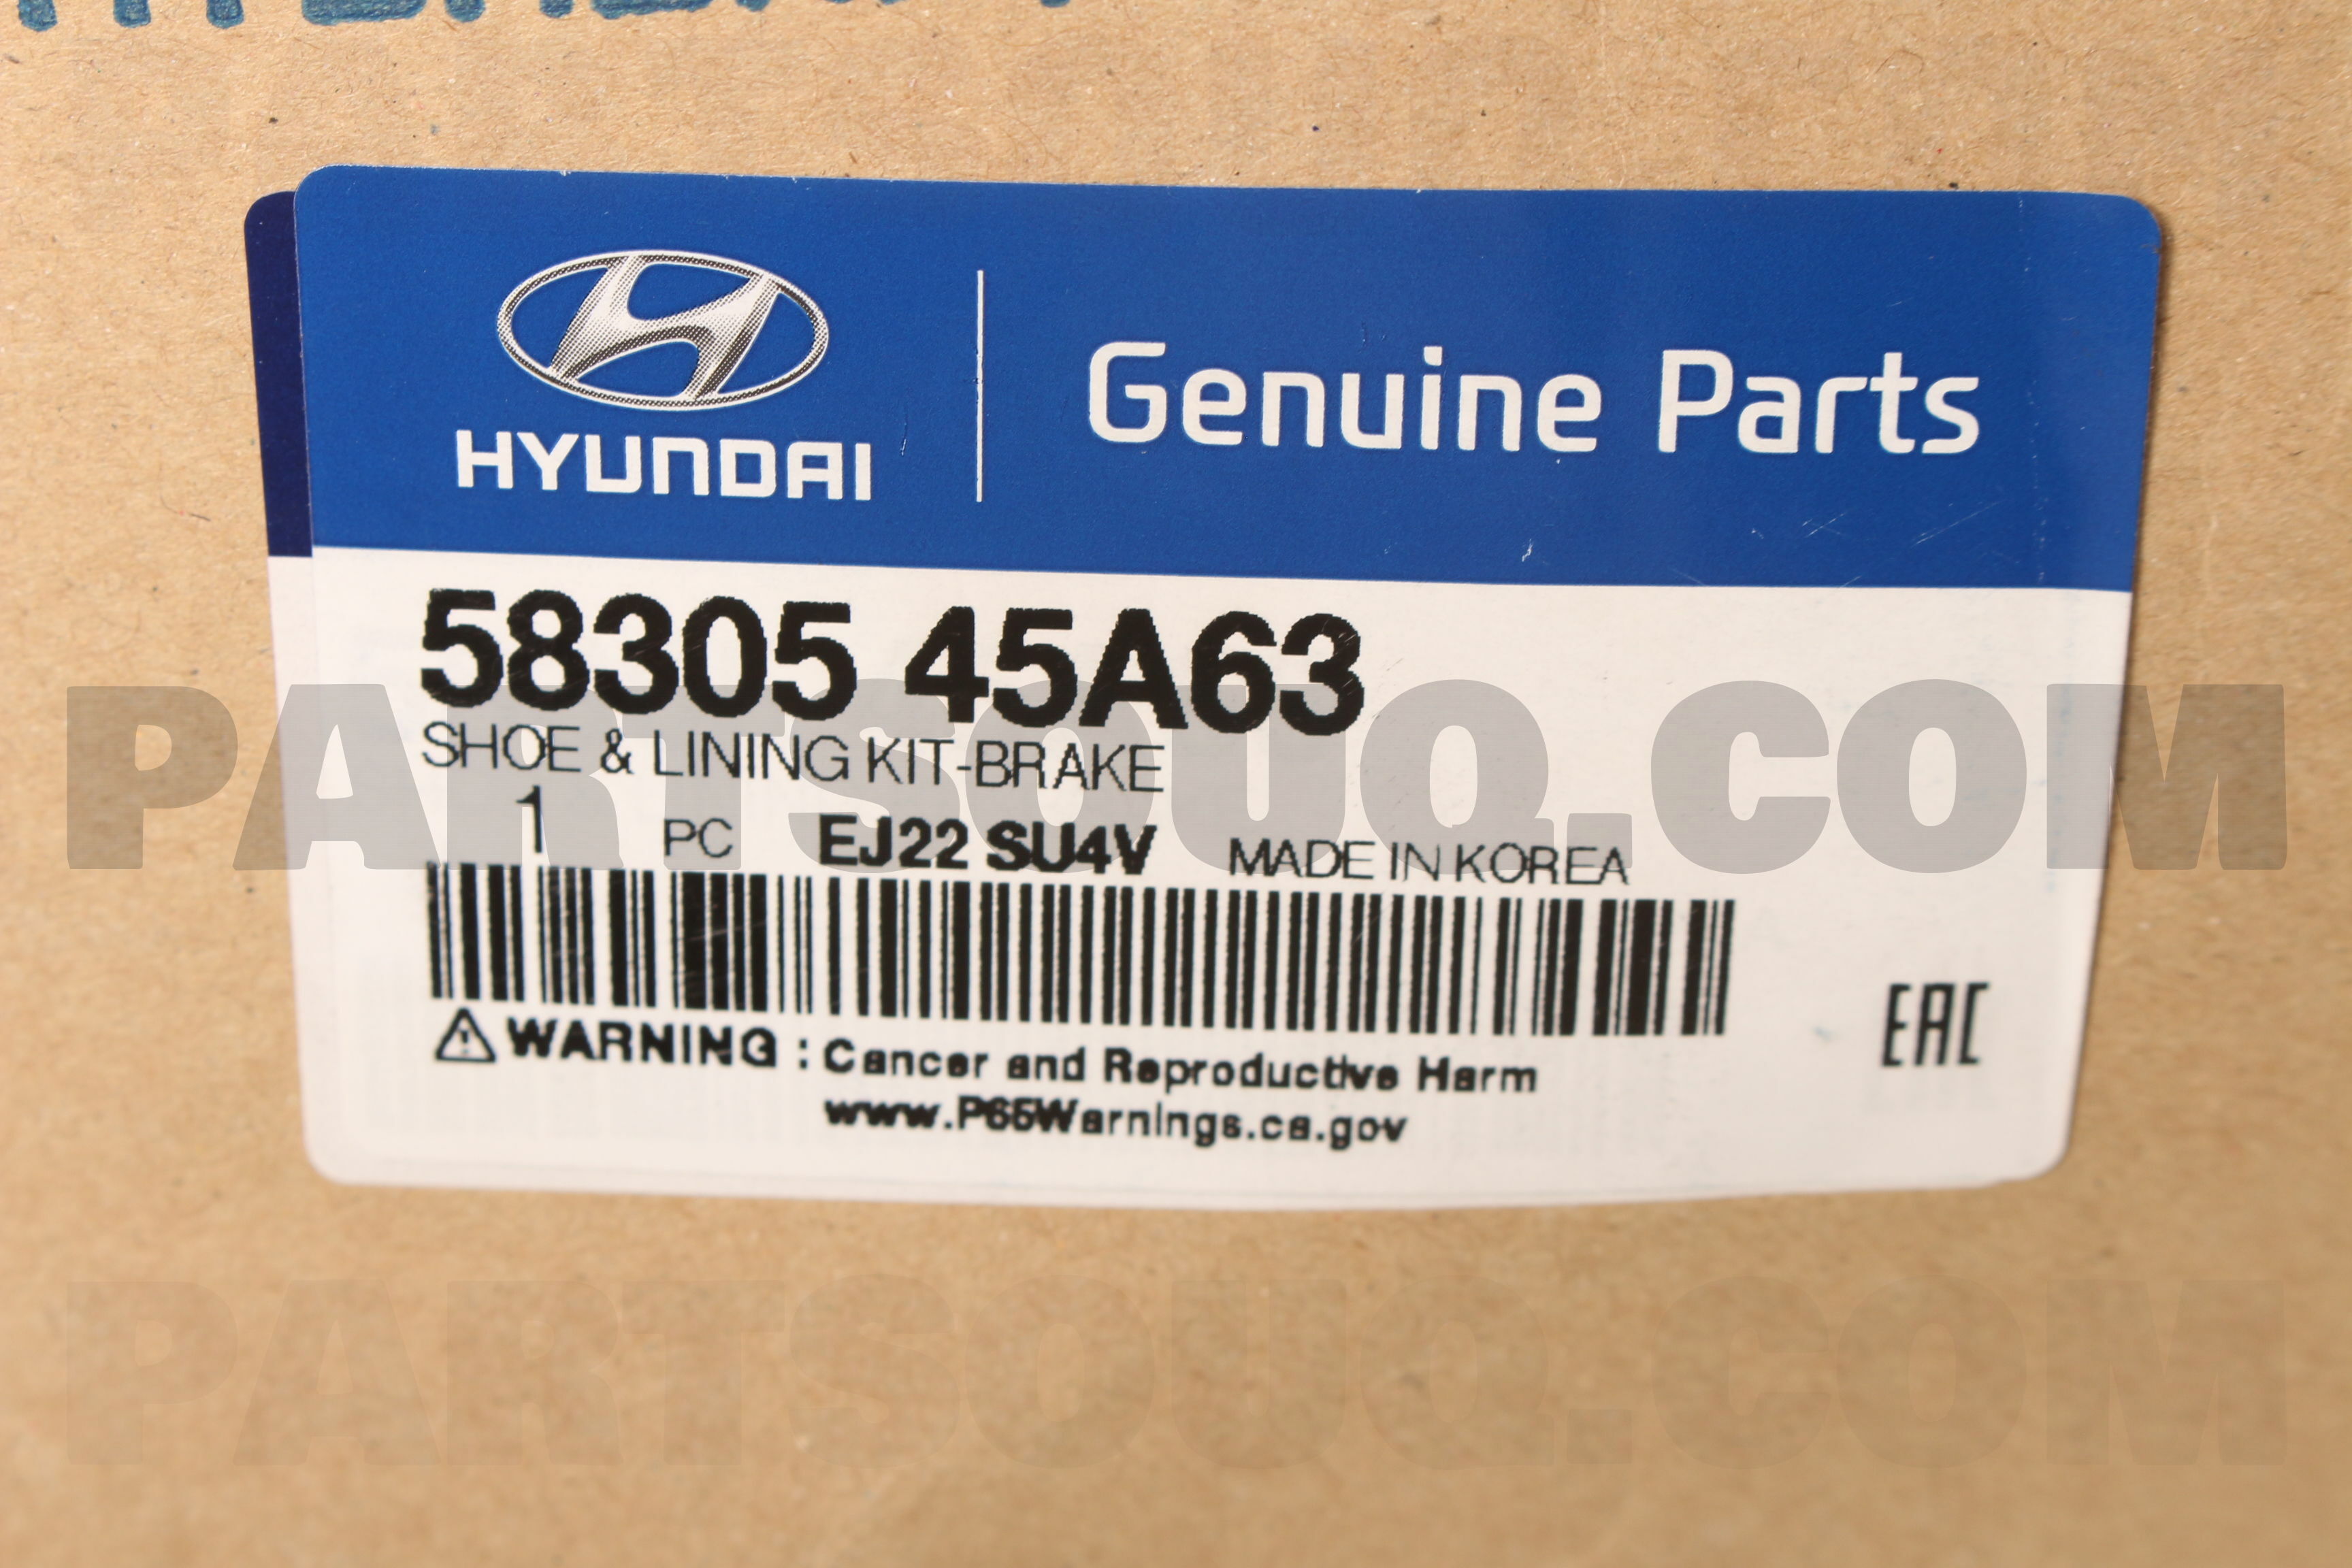 HYUNDAI
Genuine Parts
58305 45A63
SHOE & LINING KIT-BRAKE
1 PC EJ22 SU4V MADE IN KOREA
PARTSOUQ.COM
⚠ WARNING : Cancer and Reproductive Harm
www.P65Warnings.ca.gov
EAC
PARTSOUQ.COM